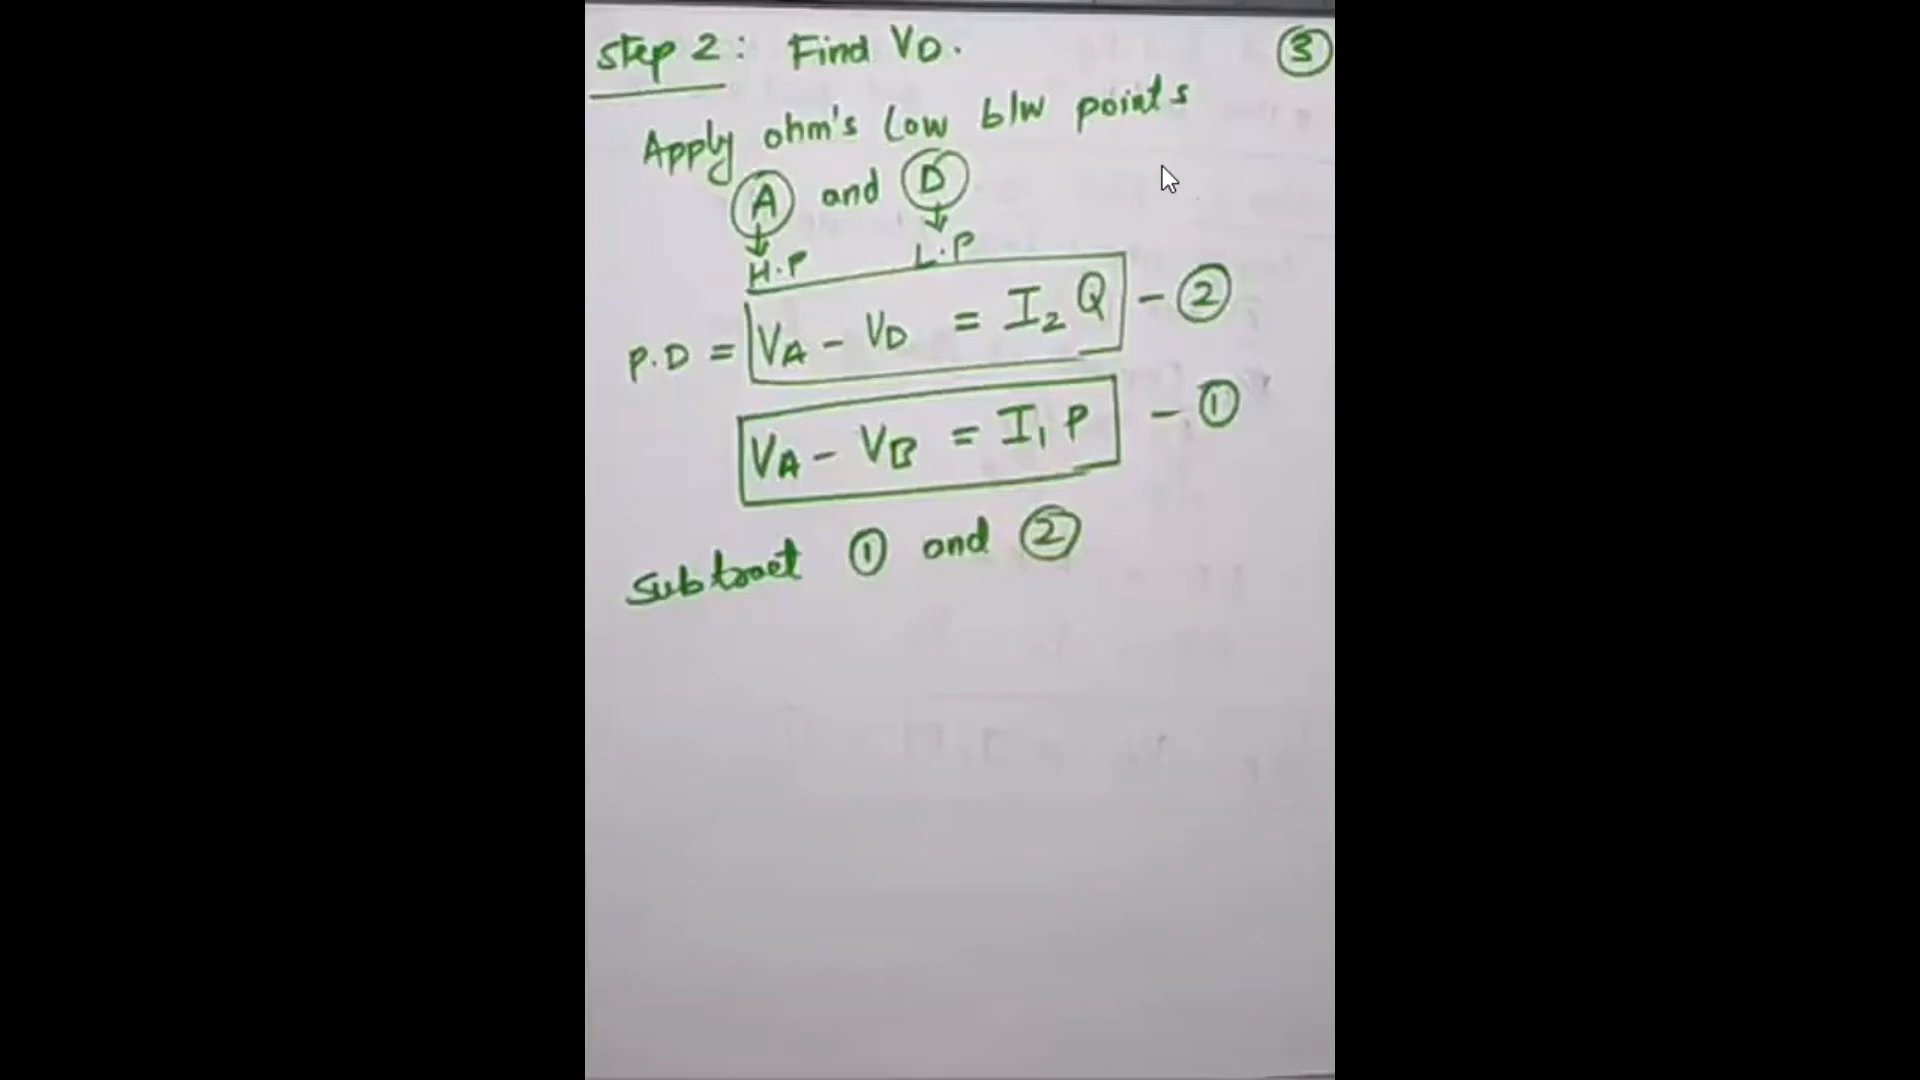 Step 2: Find VD. ③
Apply ohm's Low b/w points
Ⓐ and Ⓓ
↓ ↓
H.P L.P
P.D = VA - VD = I₂ Q - ②
VA - VB = I₁ P - ①
Subtract ① and ②